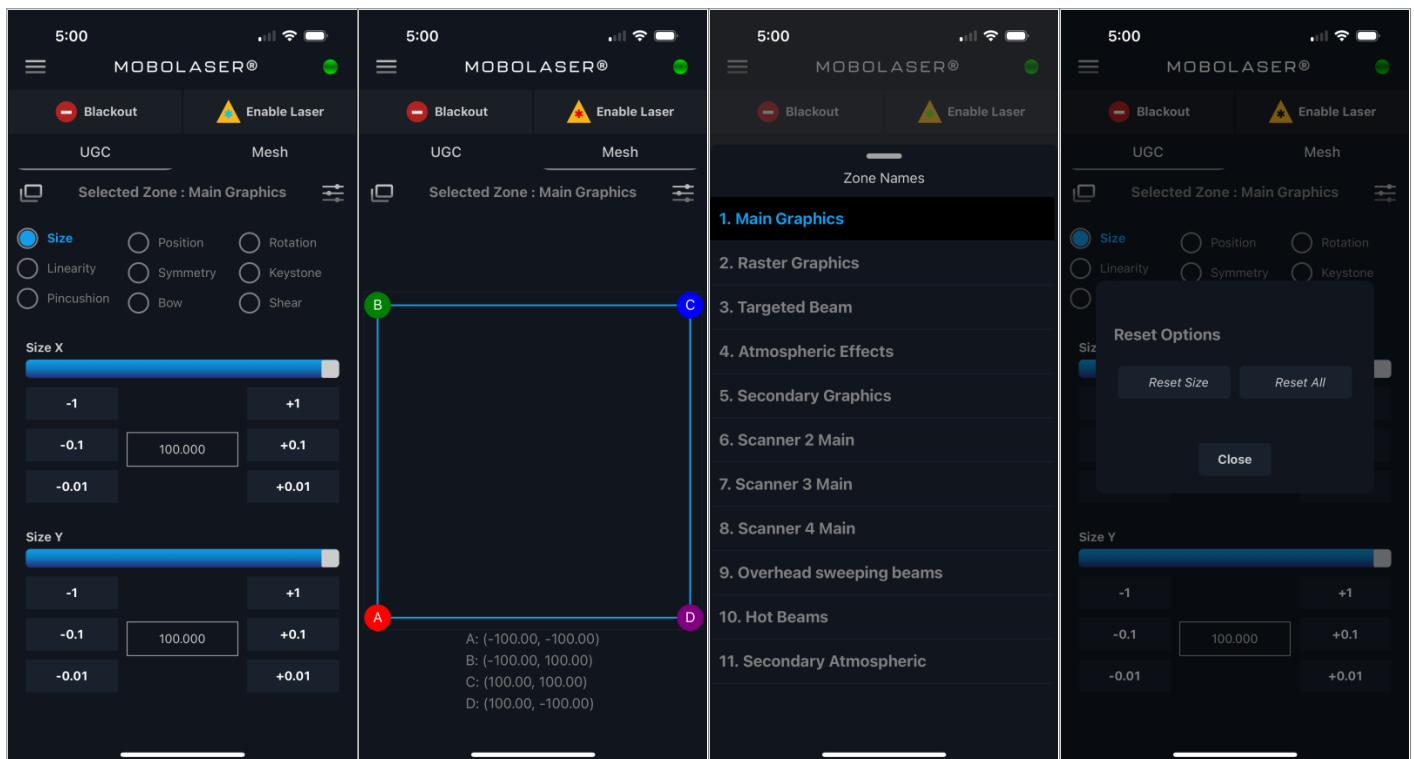 5:00
MOBOLASER®
Blackout Enable Laser
UGC Mesh
Selected Zone : Main Graphics
Size Position Rotation
Linearity Symmetry Keystone
Pincushion Bow Shear
Size X
-1 +1
-0.1 100.000 +0.1
-0.01 +0.01
Size Y
-1 +1
-0.1 100.000 +0.1
-0.01 +0.01
5:00
MOBOLASER®
Blackout Enable Laser
UGC Mesh
Selected Zone : Main Graphics
B C
A D
A: (-100.00, -100.00)
B: (-100.00, 100.00)
C: (100.00, 100.00)
D: (100.00, -100.00)
5:00
MOBOLASER®
Blackout Enable Laser
Zone Names
1. Main Graphics
2. Raster Graphics
3. Targeted Beam
4. Atmospheric Effects
5. Secondary Graphics
6. Scanner 2 Main
7. Scanner 3 Main
8. Scanner 4 Main
9. Overhead sweeping beams
10. Hot Beams
11. Secondary Atmospheric
5:00
MOBOLASER®
Blackout Enable Laser
UGC Mesh
Selected Zone : Main Graphics
Size Position Rotation
Linearity Symmetry Keystone
Reset Options
Siz
Reset Size Reset All
Close
Size Y
-1 +1
-0.1 100.000 +0.1
-0.01 +0.01